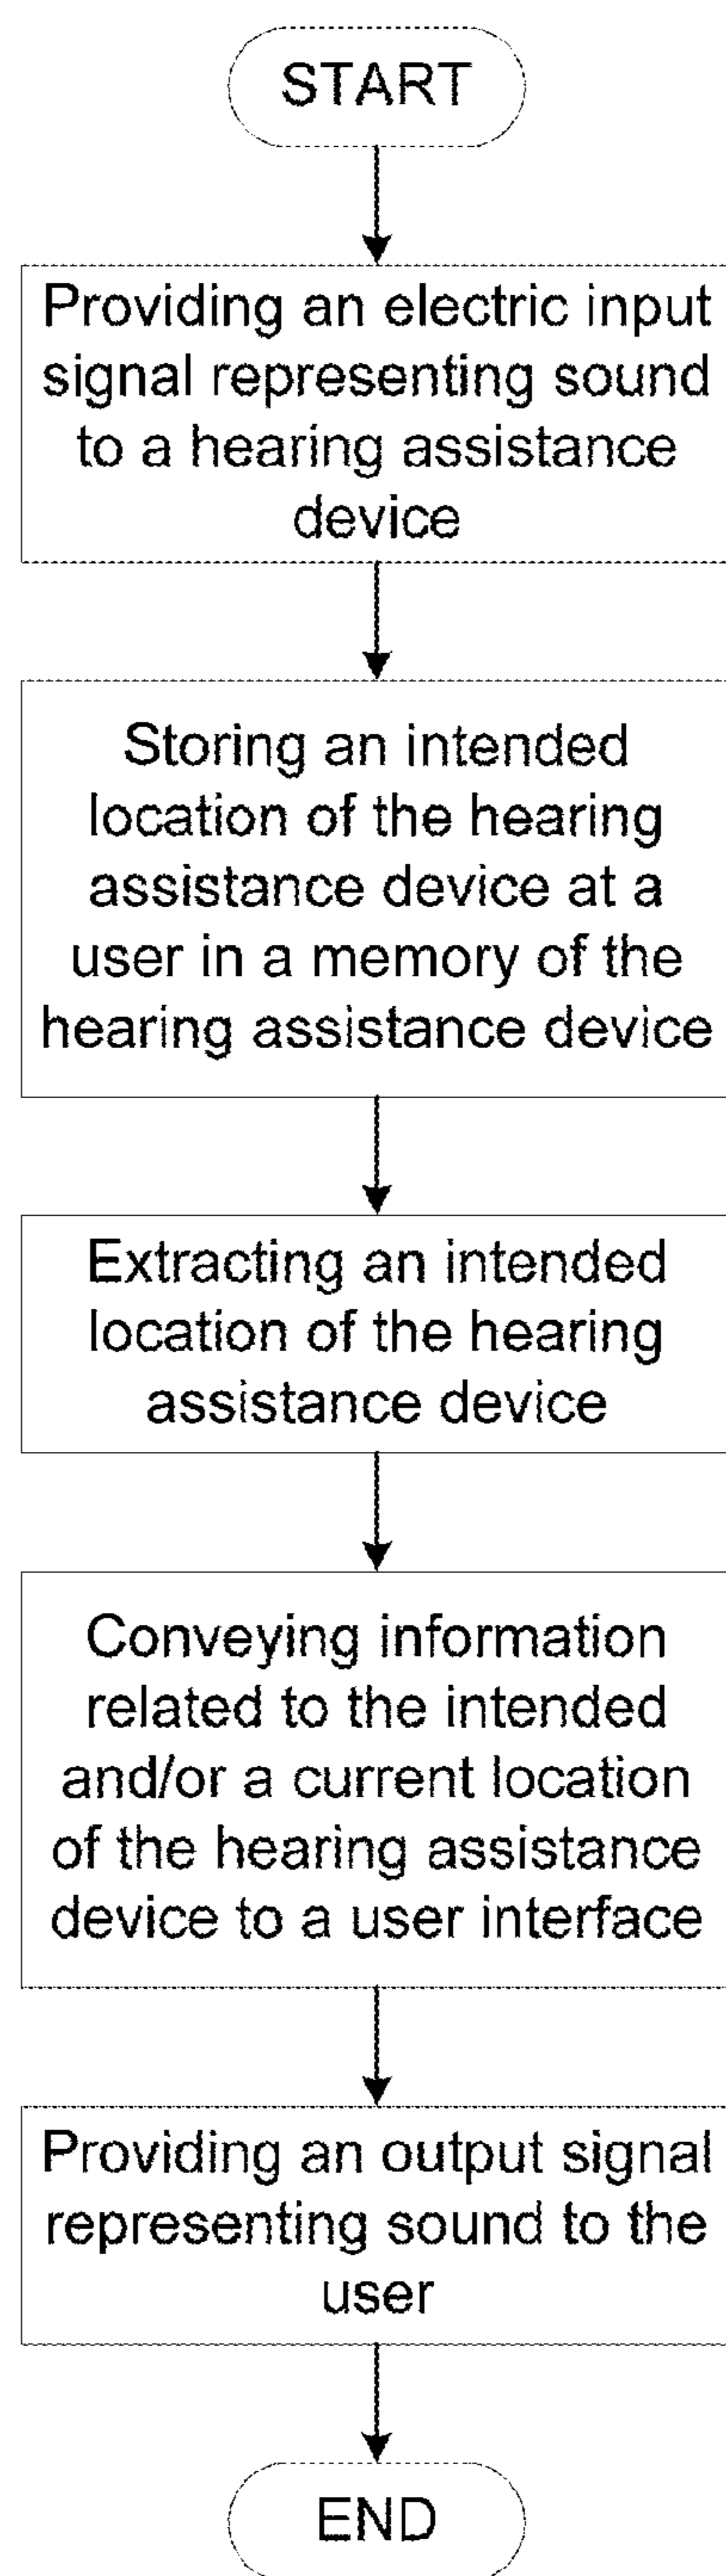 START
Providing an electric input
signal representing sound
to a hearing assistance
device
Storing an intended
location of the hearing
assistance device at a
user in a memory of the
hearing assistance device
Extracting an intended
location of the hearing
assistance device
Conveying information
related to the intended
and/or a current location
of the hearing assistance
device to a user interface
Providing an output signal
representing sound to the
user
END